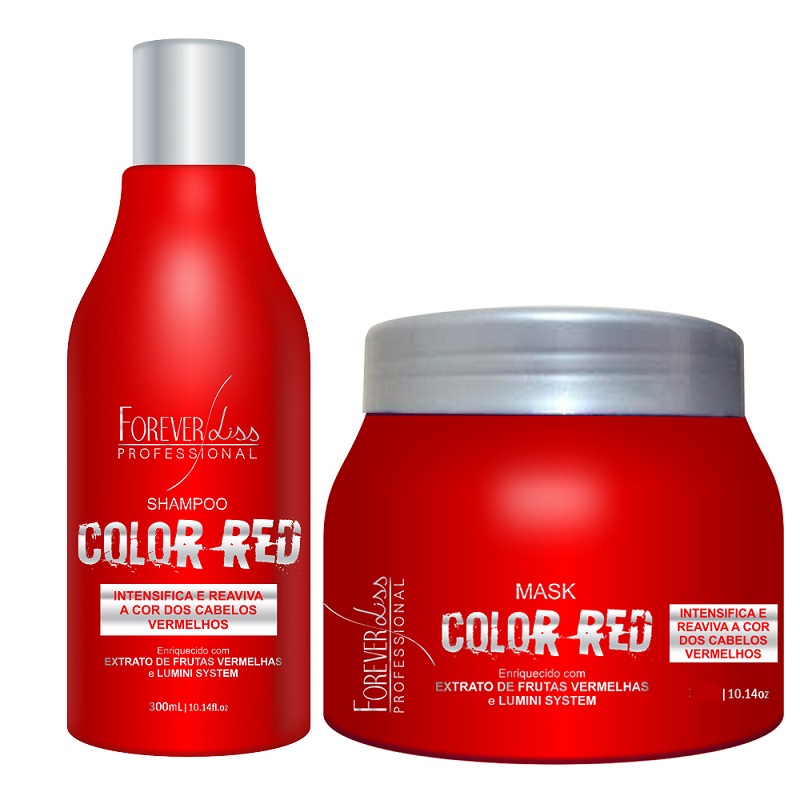 FOREVER Liss
PROFESSIONAL
SHAMPOO
COLOR RED
INTENSIFICA E REAVIVA
A COR DOS CABELOS
VERMELHOS
Enriquecido com
EXTRATO DE FRUTAS VERMELHAS
e LUMINI SYSTEM
300mL|10.14fl.oz
FOREVER Liss
PROFESSIONAL
MASK
COLOR RED
INTENSIFICA E
REAVIVA A COR
DOS CABELOS
VERMELHOS
Enriquecido com
EXTRATO DE FRUTAS VERMELHAS
e LUMINI SYSTEM
|10.14oz